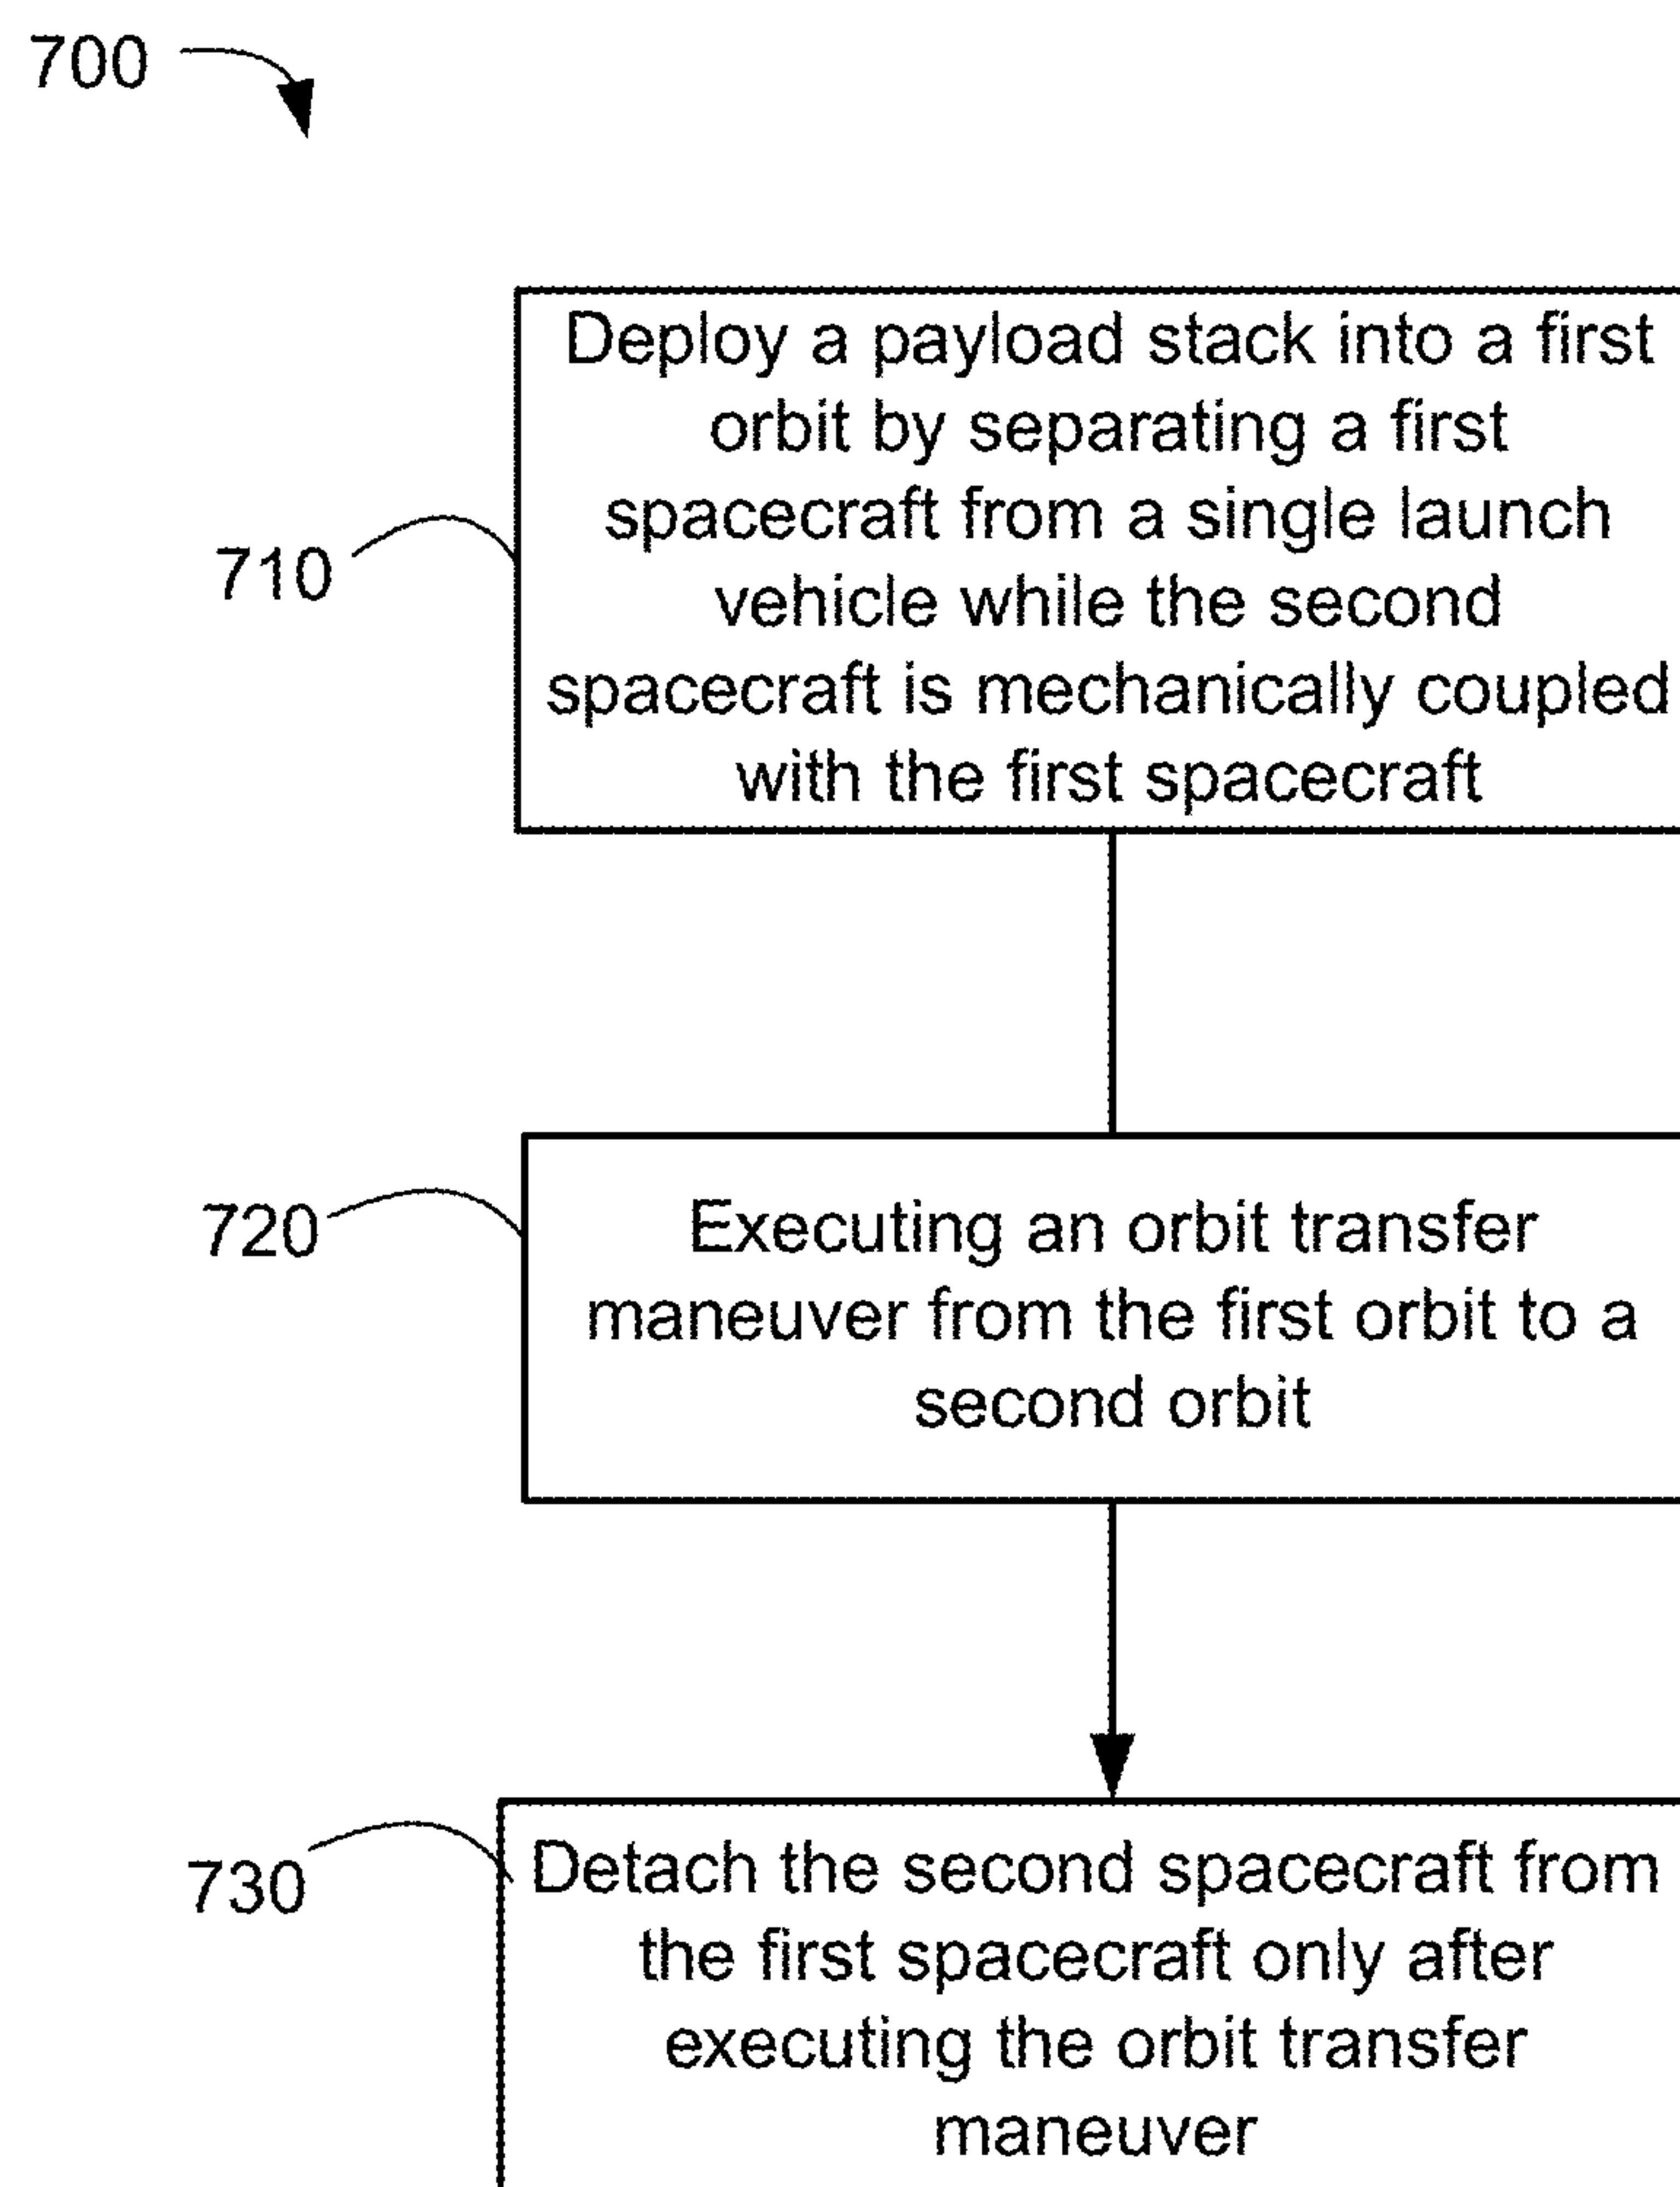 700
Deploy a payload stack into a first
orbit by separating a first
spacecraft from a single launch
vehicle while the second
spacecraft is mechanically coupled
with the first spacecraft
710
Executing an orbit transfer
maneuver from the first orbit to a
second orbit
720
Detach the second spacecraft from
the first spacecraft only after
executing the orbit transfer
maneuver
730